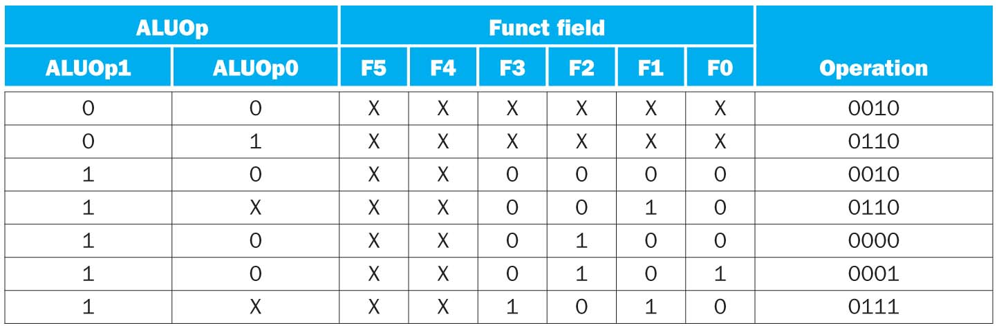 ALUOp Funct field
ALUOp1 ALUOp0 F5 F4 F3 F2 F1 F0 Operation
0 0 X X X X X X 0010
0 1 X X X X X X 0110
1 0 X X 0 0 0 0 0010
1 X X X 0 0 1 0 0110
1 0 X X 0 1 0 0 0000
1 0 X X 0 1 0 1 0001
1 X X X 1 0 1 0 0111